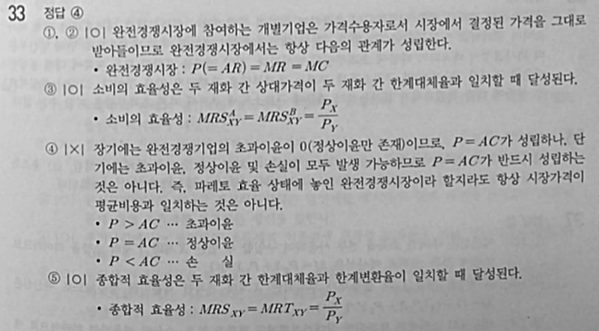 33 정답 ④
①, ② |O| 완전경쟁시장에 참여하는 개별기업은 가격수용자로서 시장에서 결정된 가격을 그대로
받아들이므로 완전경쟁시장에서는 항상 다음의 관계가 성립한다.
• 완전경쟁시장 : P(= AR) = MR = MC
③ |O| 소비의 효율성은 두 재화 간 상대가격이 두 재화 간 한계대체율과 일치할 때 달성된다.
• 소비의 효율성 : MRS^A_XY = MRS^B_XY = P_X/P_Y
④ |X| 장기에는 완전경쟁기업의 초과이윤이 0(정상이윤만 존재)이므로, P = AC가 성립하나, 단
기에는 초과이윤, 정상이윤 및 손실이 모두 발생 가능하므로 P = AC가 반드시 성립하는
것은 아니다. 즉, 파레토 효율 상태에 놓인 완전경쟁시장이라 할지라도 항상 시장가격이
평균비용과 일치하는 것은 아니다.
• P > AC … 초과이윤
• P = AC … 정상이윤
• P < AC … 손 실
⑤ |O| 종합적 효율성은 두 재화 간 한계대체율과 한계변환율이 일치할 때 달성된다.
• 종합적 효율성 : MRS_XY = MRT_XY = P_X/P_Y